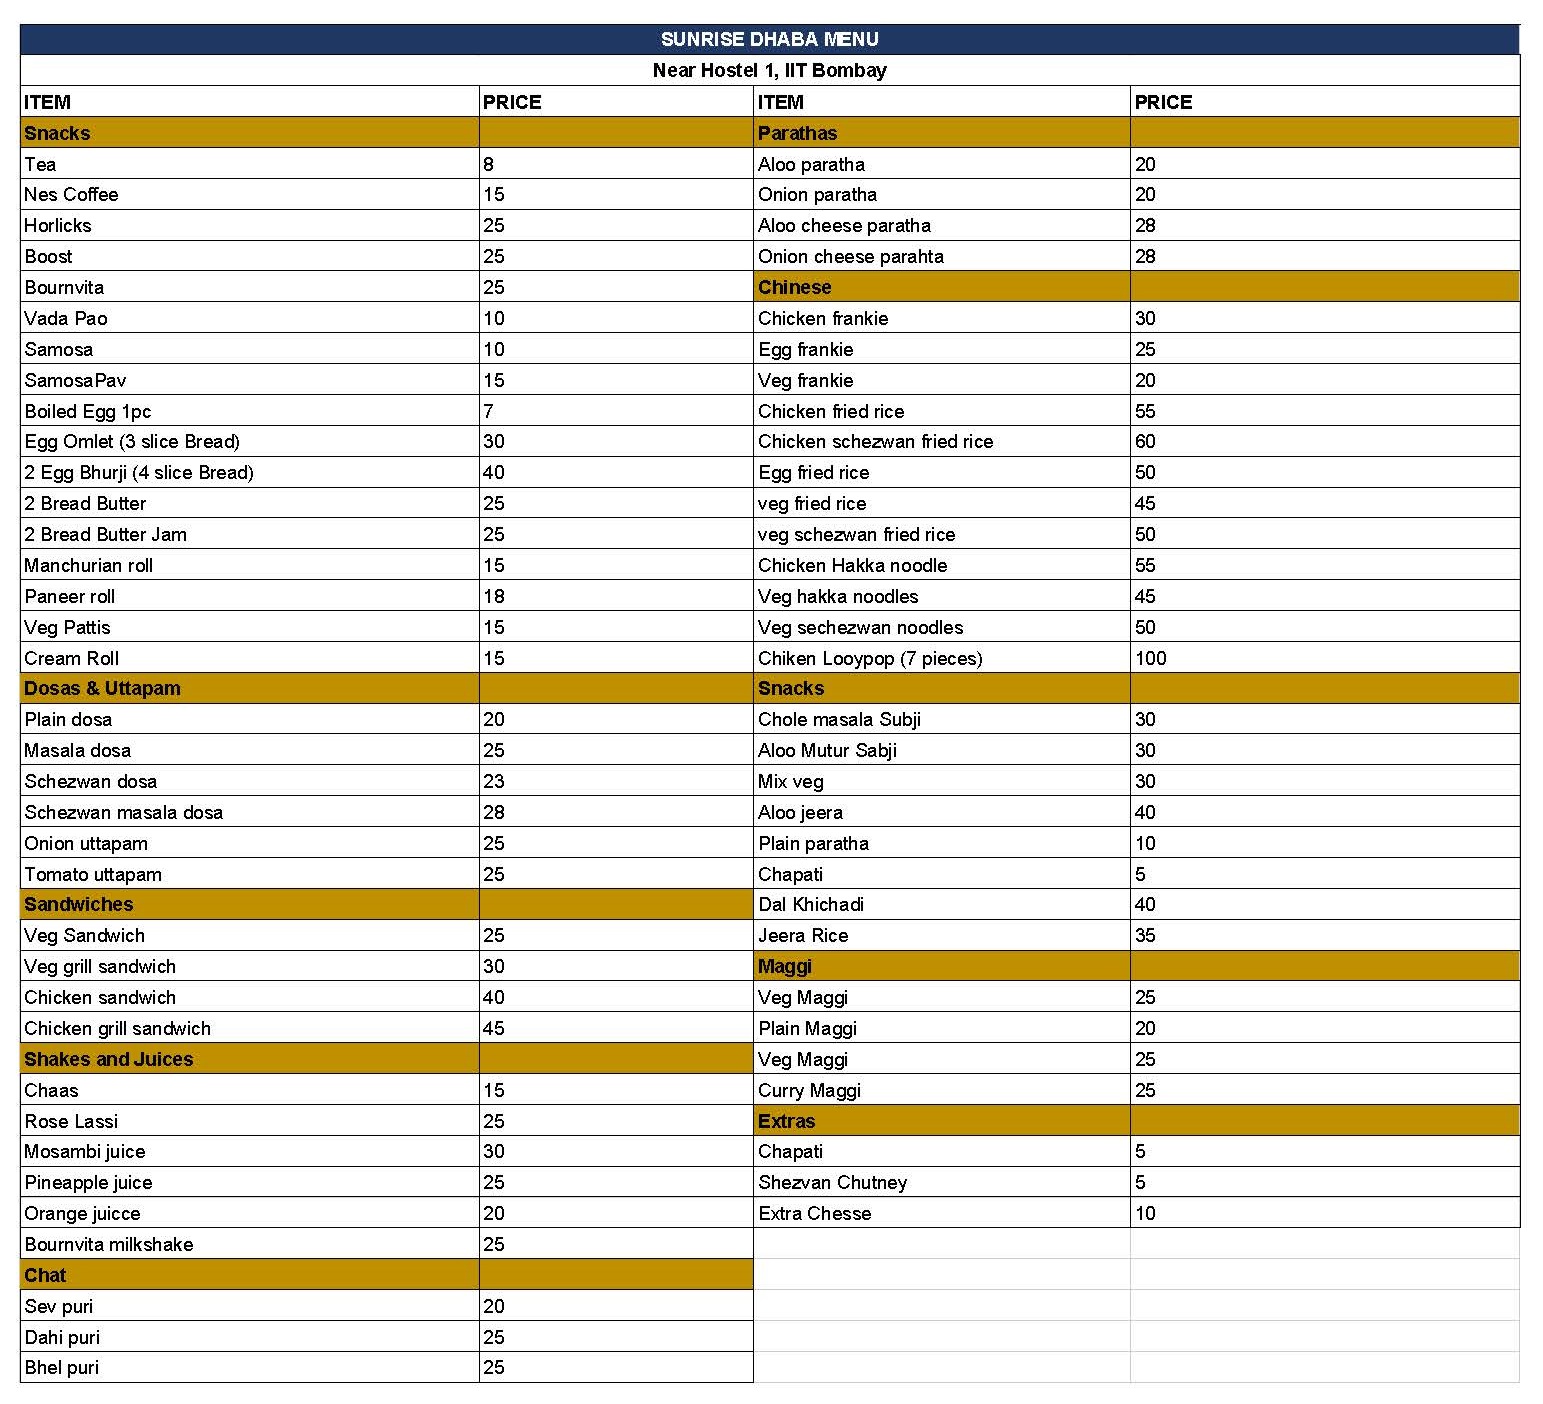 SUNRISE DHABA MENU
Near Hostel 1, IIT Bombay
ITEM PRICE ITEM PRICE
Snacks Parathas
Tea 8 Aloo paratha 20
Nes Coffee 15 Onion paratha 20
Horlicks 25 Aloo cheese paratha 28
Boost 25 Onion cheese parahta 28
Bournvita 25 Chinese
Vada Pao 10 Chicken frankie 30
Samosa 10 Egg frankie 25
SamosaPav 15 Veg frankie 20
Boiled Egg 1pc 7 Chicken fried rice 55
Egg Omlet (3 slice Bread) 30 Chicken schezwan fried rice 60
2 Egg Bhurji (4 slice Bread) 40 Egg fried rice 50
2 Bread Butter 25 veg fried rice 45
2 Bread Butter Jam 25 veg schezwan fried rice 50
Manchurian roll 15 Chicken Hakka noodle 55
Paneer roll 18 Veg hakka noodles 45
Veg Pattis 15 Veg sechezwan noodles 50
Cream Roll 15 Chiken Looypop (7 pieces) 100
Dosas & Uttapam Snacks
Plain dosa 20 Chole masala Subji 30
Masala dosa 25 Aloo Mutur Sabji 30
Schezwan dosa 23 Mix veg 30
Schezwan masala dosa 28 Aloo jeera 40
Onion uttapam 25 Plain paratha 10
Tomato uttapam 25 Chapati 5
Sandwiches Dal Khichadi 40
Veg Sandwich 25 Jeera Rice 35
Veg grill sandwich 30 Maggi
Chicken sandwich 40 Veg Maggi 25
Chicken grill sandwich 45 Plain Maggi 20
Shakes and Juices Veg Maggi 25
Chaas 15 Curry Maggi 25
Rose Lassi 25 Extras
Mosambi juice 30 Chapati 5
Pineapple juice 25 Shezvan Chutney 5
Orange juicce 20 Extra Chesse 10
Bournvita milkshake 25
Chat
Sev puri 20
Dahi puri 25
Bhel puri 25